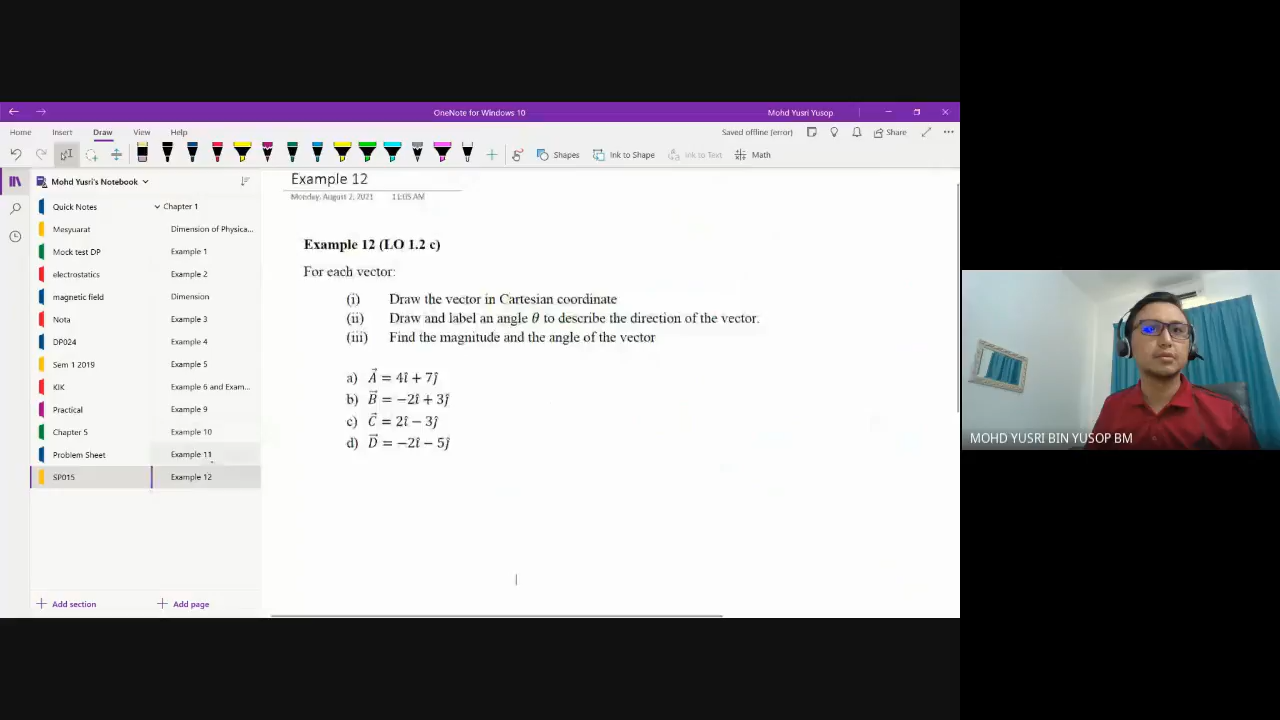 OneNote for Windows 10
Mohd Yusri Yusop
Home Insert Draw View Help
Saved offline (error) Share
Shapes Ink to Shape Ink to Text Math
Mohd Yusri's Notebook
Quick Notes
Mesyuarat
Mock test DP
electrostatics
magnetic field
Nota
DP024
Sem 1 2019
KIK
Practical
Chapter 5
Problem Sheet
SP015
Add section
Chapter 1
Dimension of Physica...
Example 1
Example 2
Dimension
Example 3
Example 4
Example 5
Example 6 and Exam...
Example 9
Example 10
Example 11
Example 12
Add page
Example 12
Monday, August 2, 2021 11:05 AM
Example 12 (LO 1.2 c)
For each vector:
(i) Draw the vector in Cartesian coordinate
(ii) Draw and label an angle θ to describe the direction of the vector.
(iii) Find the magnitude and the angle of the vector
a) A⃗ = 4î + 7ĵ
b) B⃗ = −2î + 3ĵ
c) C⃗ = 2î − 3ĵ
d) D⃗ = −2î − 5ĵ
MOHD YUSRI BIN YUSOP BM